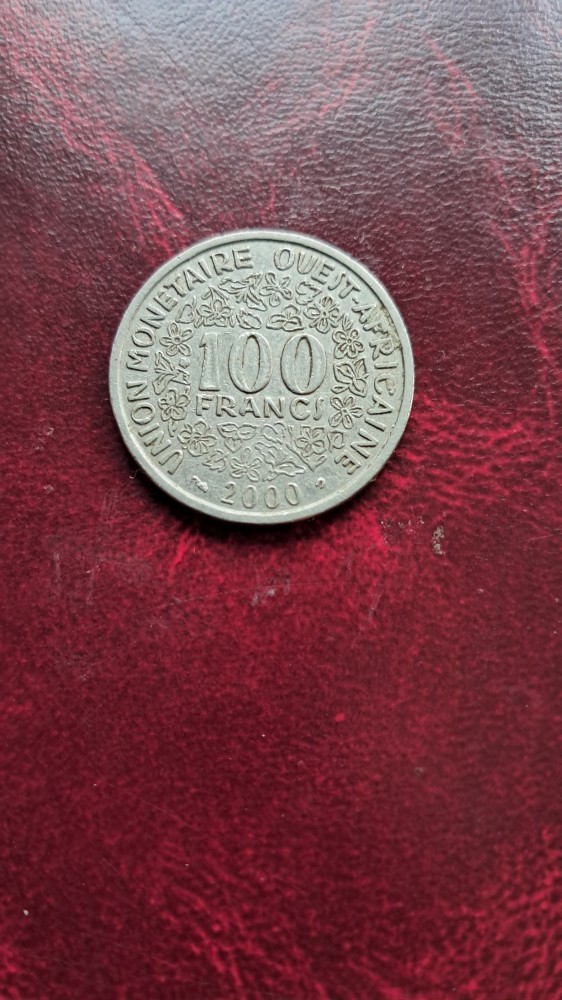 UNION MONETAIRE OUEST-AFRICAINE
100
FRANCS
2000